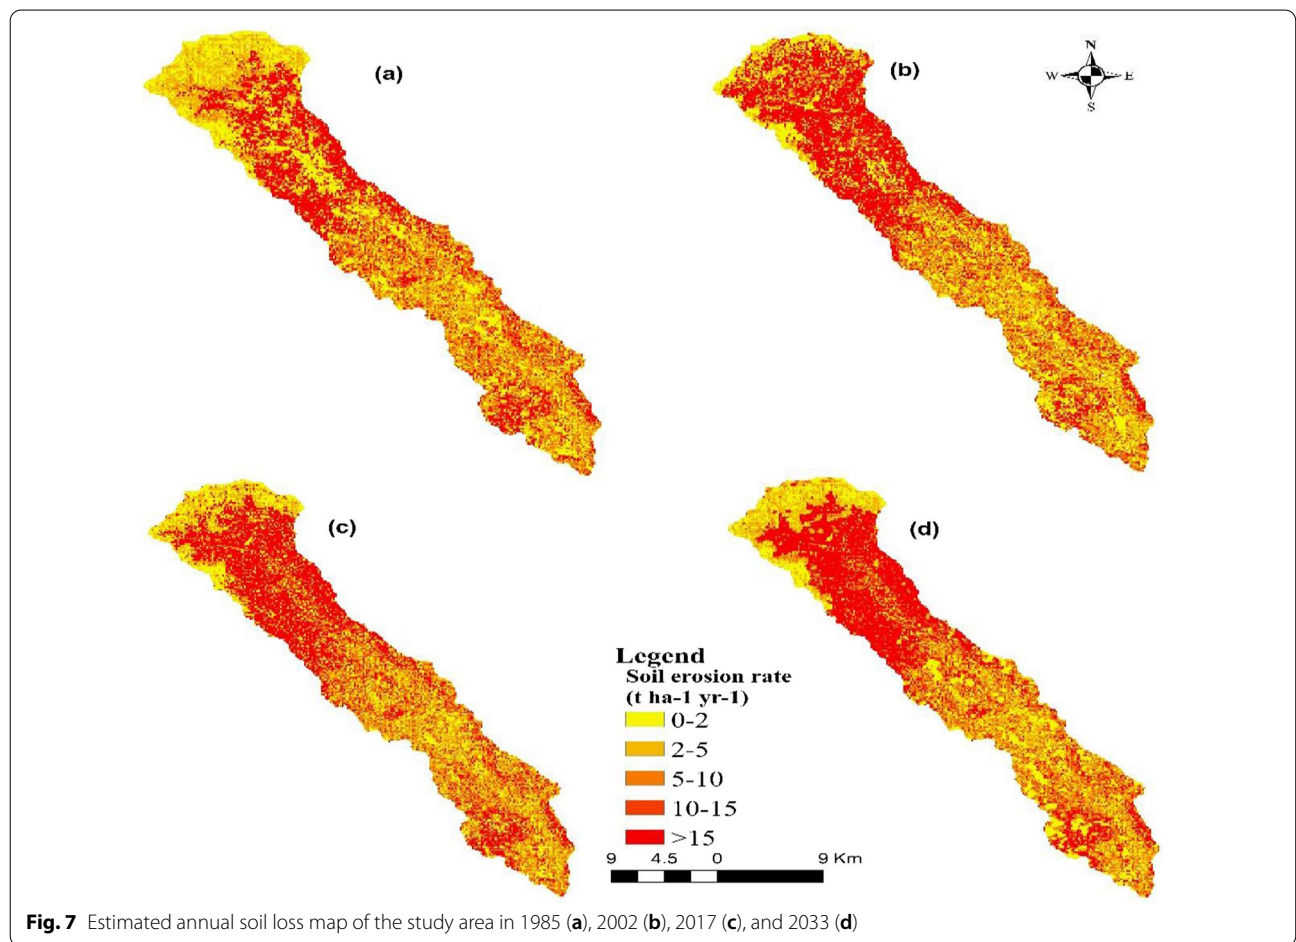 (a)
(b)
N
W E
S
(c)
(d)
Legend
Soil erosion rate
(t ha-1 yr-1)
0-2
2-5
5-10
10-15
>15
9 4.5 0 9 Km
Fig. 7 Estimated annual soil loss map of the study area in 1985 (a), 2002 (b), 2017 (c), and 2033 (d)